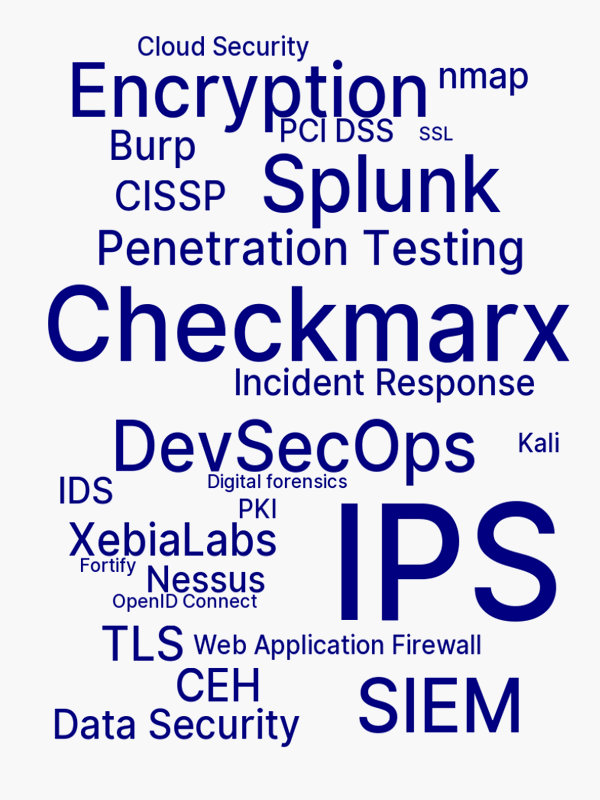 Cloud Security
Encryption
nmap
PCI DSS
SSL
Burp
CISSP
Splunk
Penetration Testing
Checkmarx
Incident Response
DevSecOps
Kali
IDS
Digital forensics
PKI
IPS
XebiaLabs
Fortify
Nessus
OpenID Connect
TLS
Web Application Firewall
CEH
SIEM
Data Security